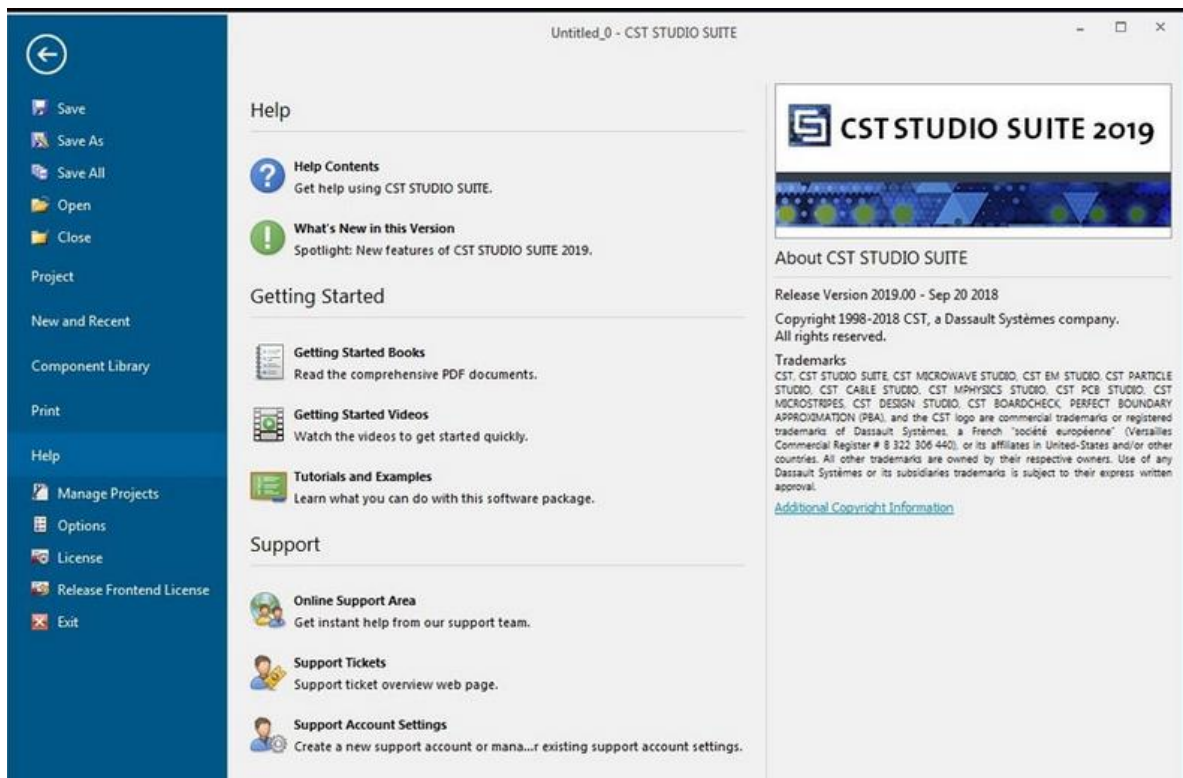 Untitled_0 - CST STUDIO SUITE
Save
Save As
Save All
Open
Close
Project
New and Recent
Component Library
Print
Help
Manage Projects
Options
License
Release Frontend License
Exit
Help
Help Contents
Get help using CST STUDIO SUITE.
What's New in this Version
Spotlight: New features of CST STUDIO SUITE 2019.
Getting Started
Getting Started Books
Read the comprehensive PDF documents.
Getting Started Videos
Watch the videos to get started quickly.
Tutorials and Examples
Learn what you can do with this software package.
Support
Online Support Area
Get instant help from our support team.
Support Tickets
Support ticket overview web page.
Support Account Settings
Create a new support account or mana...r existing support account settings.
CST STUDIO SUITE 2019
About CST STUDIO SUITE
Release Version 2019.00 - Sep 20 2018
Copyright 1998-2018 CST, a Dassault Systèmes company.
All rights reserved.
Trademarks
CST, CST STUDIO SUITE, CST MICROWAVE STUDIO, CST EM STUDIO, CST PARTICLE
STUDIO, CST CABLE STUDIO, CST MPHYSICS STUDIO, CST PCB STUDIO, CST
MICROSTRIPES, CST DESIGN STUDIO, CST BOARDCHECK, PERFECT BOUNDARY
APPROXIMATION (PBA), and the CST logo are commercial trademarks or registered
trademarks of Dassault Systèmes, a French "société européenne" (Versailles
Commercial Register # B 322 306 440), or its affiliates in United-States and/or other
countries. All other trademarks are owned by their respective owners. Use of any
Dassault Systèmes or its subsidiaries trademarks is subject to their express written
approval.
Additional Copyright Information